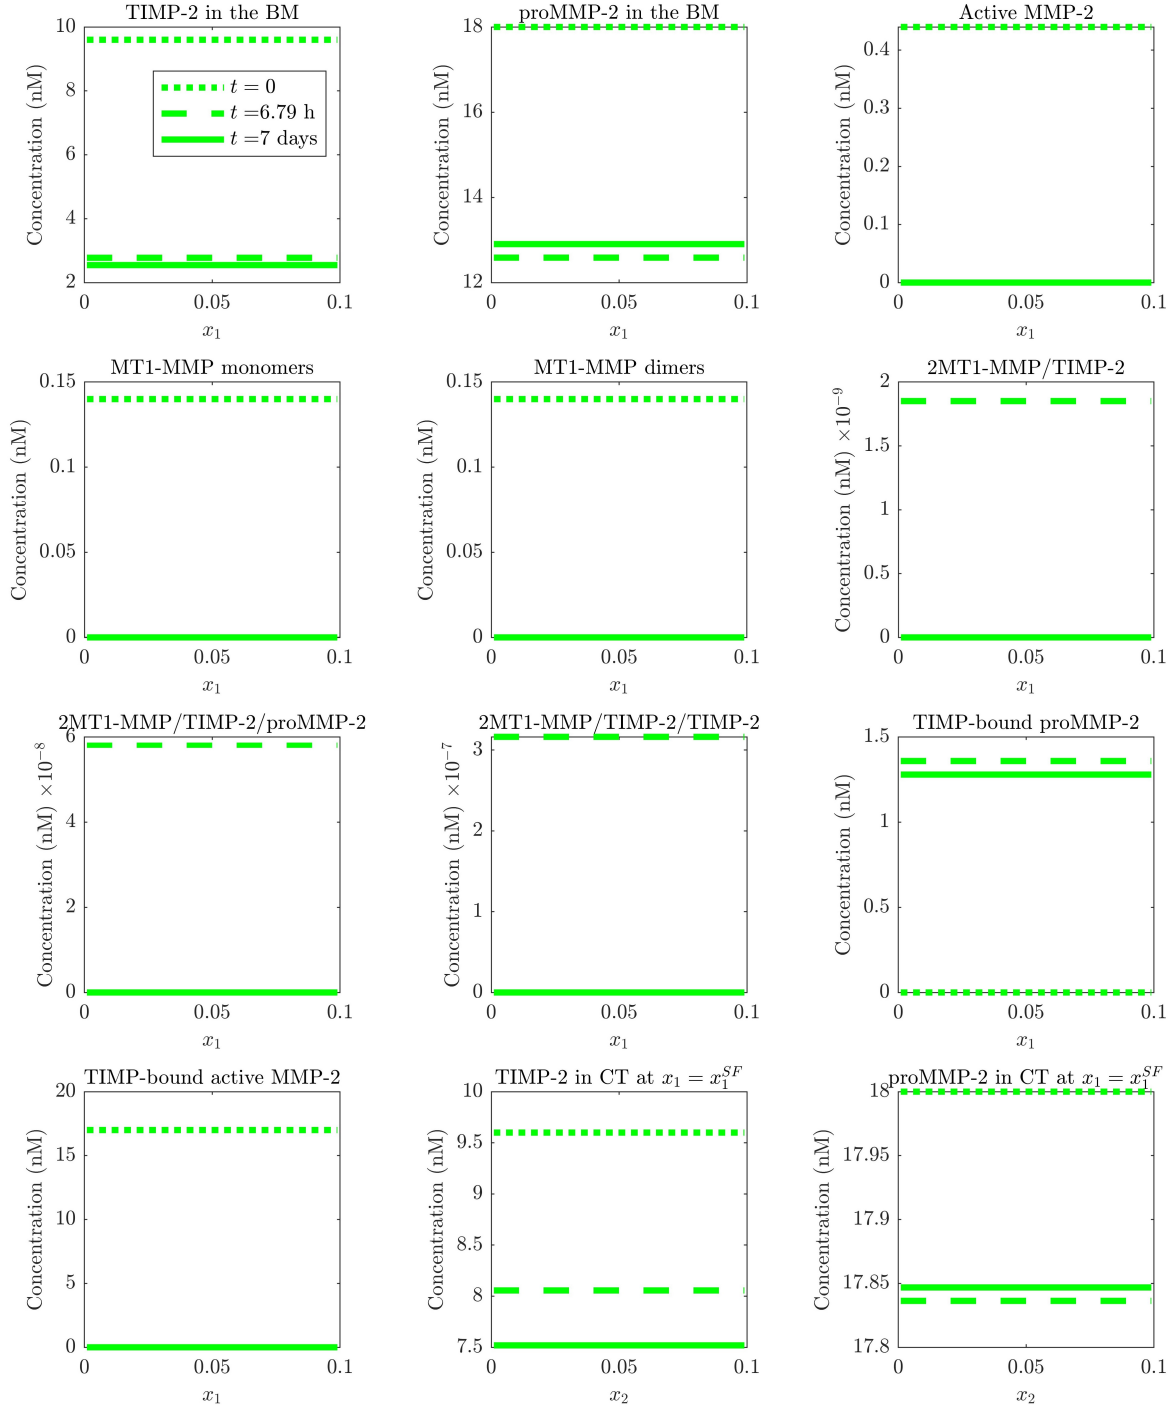 TIMP-2 in the BM
10
8
6
4
2
Concentration (nM)
t = 0
t =6.79 h
t =7 days
0 0.05 0.1
x₁
proMMP-2 in the BM
18
16
14
12
Concentration (nM)
0 0.05 0.1
x₁
Active MMP-2
0.4
0.3
0.2
0.1
0
Concentration (nM)
0 0.05 0.1
x₁
MT1-MMP monomers
0.15
0.1
0.05
0
Concentration (nM)
0 0.05 0.1
x₁
MT1-MMP dimers
0.15
0.1
0.05
0
Concentration (nM)
0 0.05 0.1
x₁
2MT1-MMP/TIMP-2
2
1.5
1
0.5
0
Concentration (nM) ×10⁻⁹
0 0.05 0.1
x₁
2MT1-MMP/TIMP-2/proMMP-2
6
4
2
0
Concentration (nM) ×10⁻⁸
0 0.05 0.1
x₁
2MT1-MMP/TIMP-2/TIMP-2
3
2
1
0
Concentration (nM) ×10⁻⁷
0 0.05 0.1
x₁
TIMP-bound proMMP-2
1.5
1
0.5
0
Concentration (nM)
0 0.05 0.1
x₁
TIMP-bound active MMP-2
20
15
10
5
0
Concentration (nM)
0 0.05 0.1
x₁
TIMP-2 in CT at x₁ = x₁^SF
10
9.5
9
8.5
8
7.5
Concentration (nM)
0 0.05 0.1
x₂
proMMP-2 in CT at x₁ = x₁^SF
18
17.95
17.9
17.85
17.8
Concentration (nM)
0 0.05 0.1
x₂